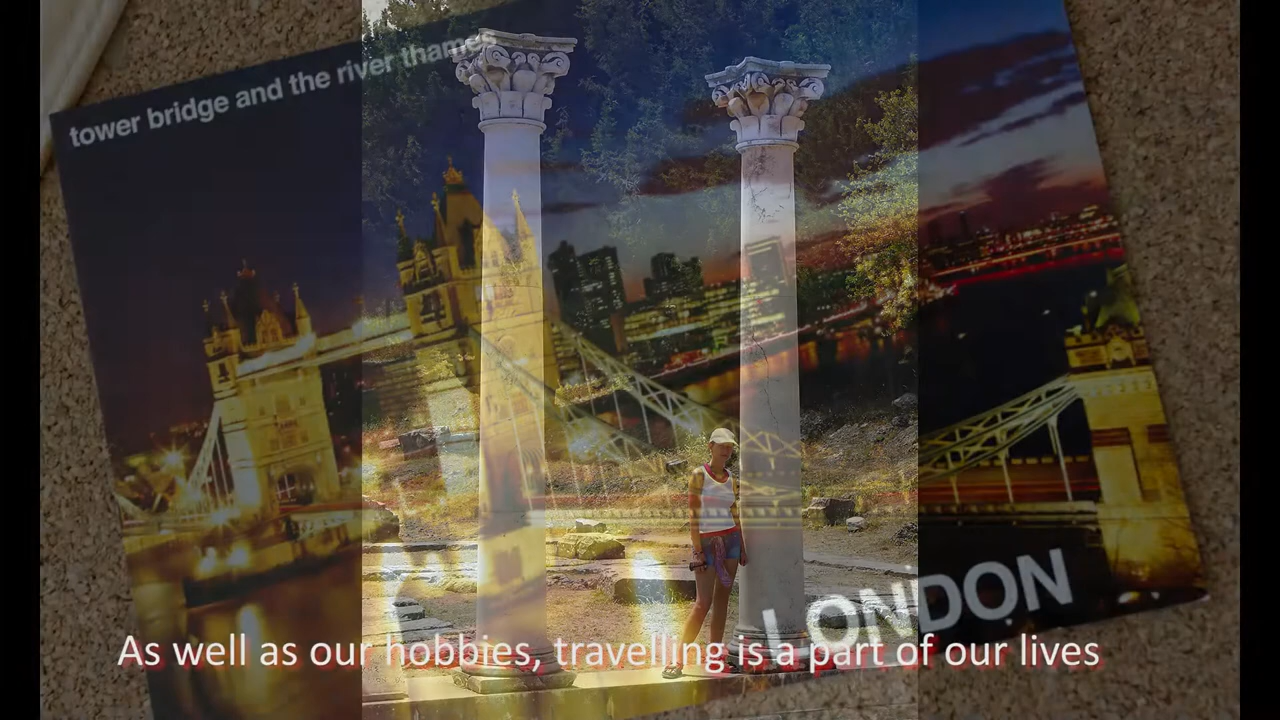 tower bridge and the river thames
LONDON
As well as our hobbies, travelling is a part of our lives